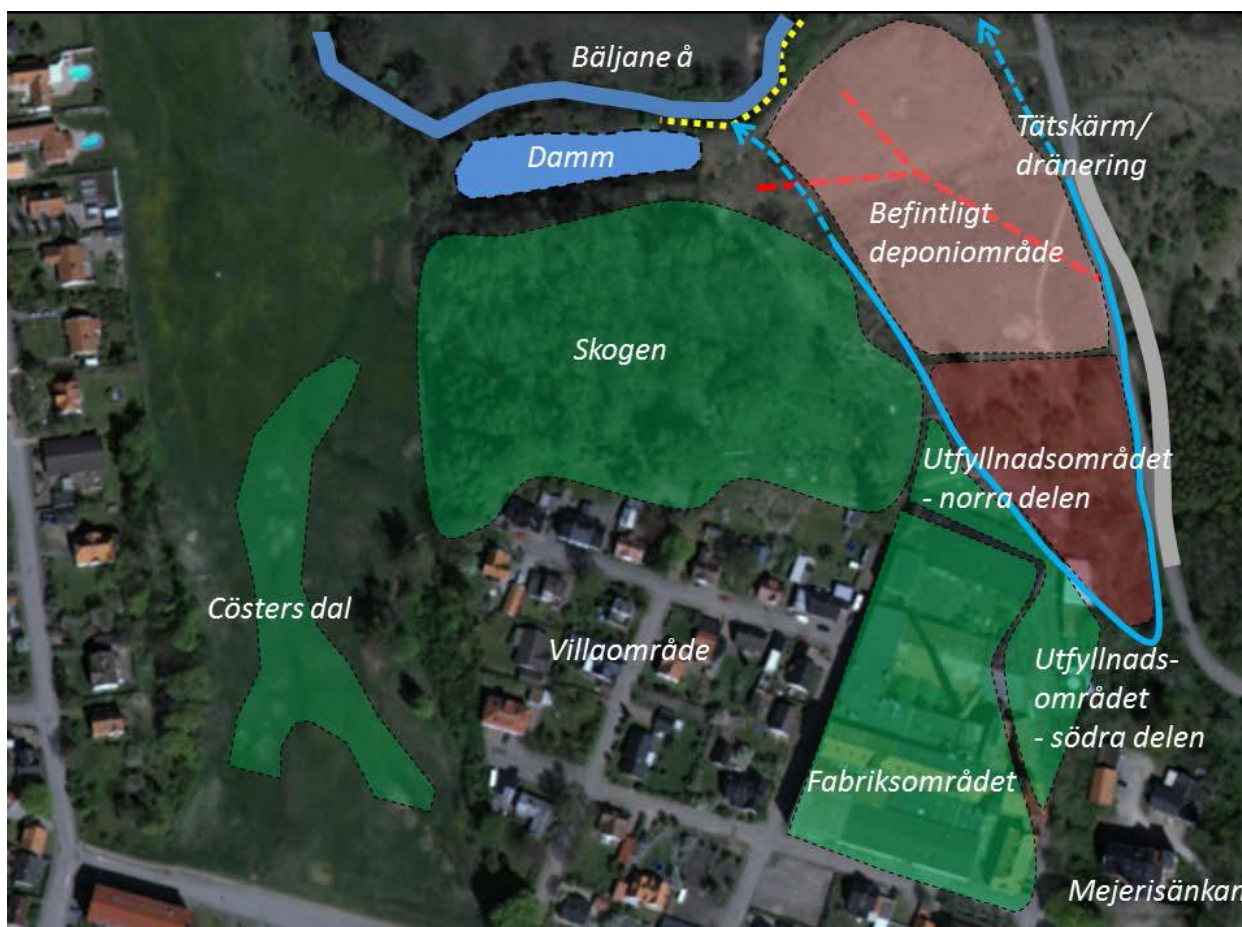 Bäljane å
Damm
Tätskärm/
dränering
Befintligt
deponiområde
Skogen
Utfyllnadsområdet
- norra delen
Cösters dal
Villaområde
Utfyllnads-
området
- södra delen
Fabriksområdet
Mejerisänkan